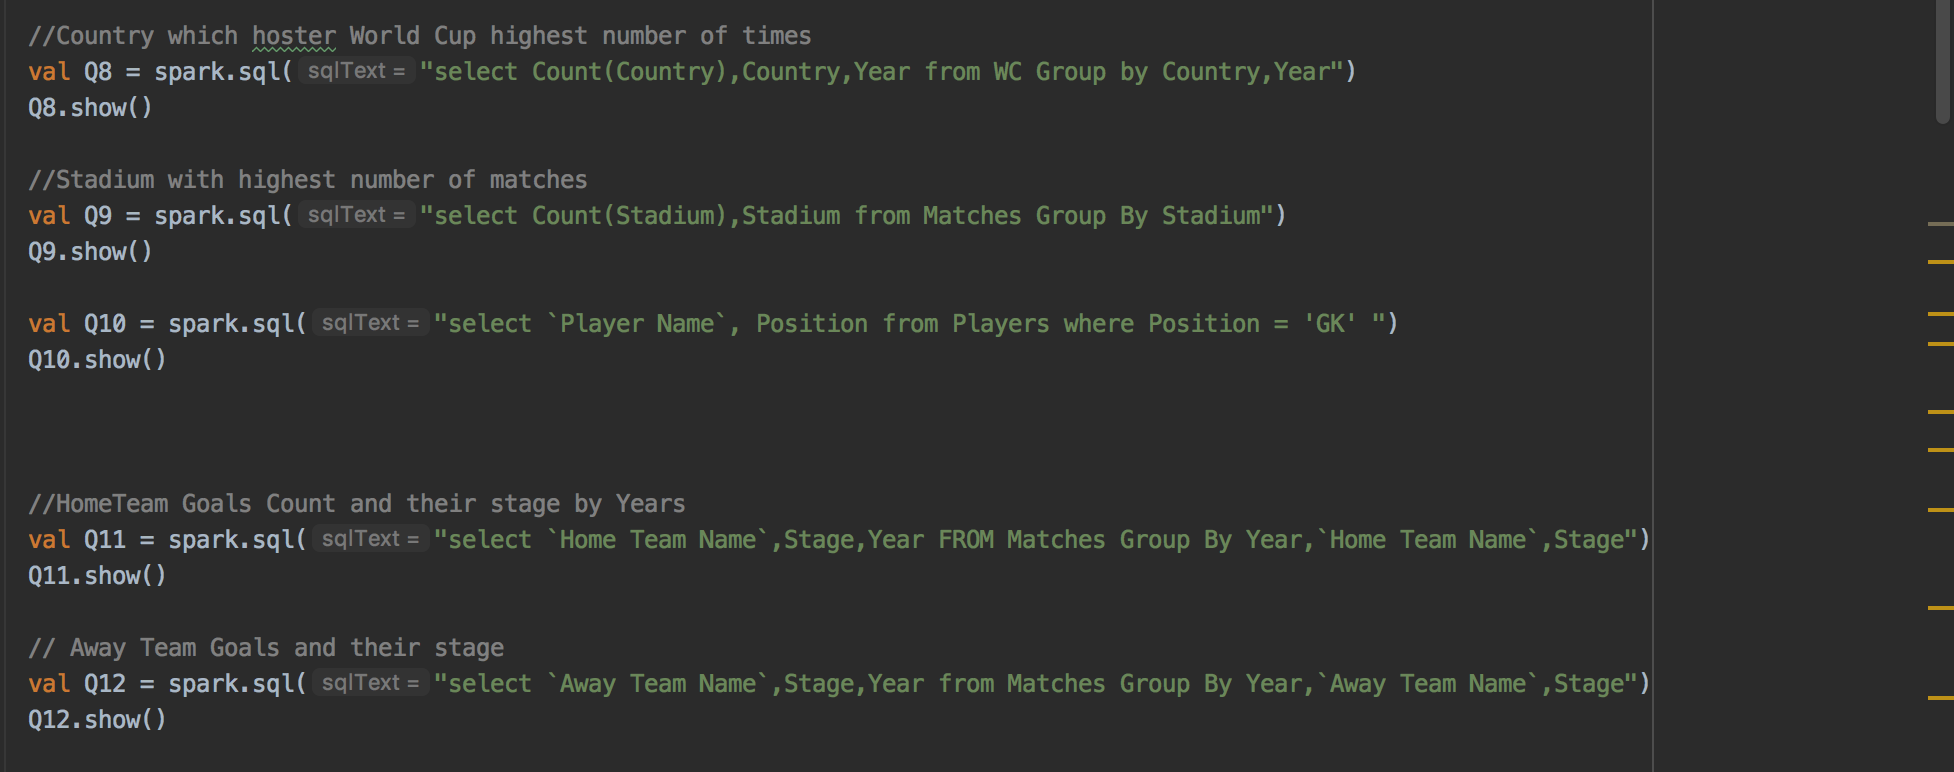 //Country which hoster World Cup highest number of times
val Q8 = spark.sql( sqlText = "select Count(Country),Country,Year from WC Group by Country,Year")
Q8.show()
//Stadium with highest number of matches
val Q9 = spark.sql( sqlText = "select Count(Stadium),Stadium from Matches Group By Stadium")
Q9.show()
val Q10 = spark.sql( sqlText = "select `Player Name`, Position from Players where Position = 'GK' ")
Q10.show()
//HomeTeam Goals Count and their stage by Years
val Q11 = spark.sql( sqlText = "select `Home Team Name`,Stage,Year FROM Matches Group By Year,`Home Team Name`,Stage")
Q11.show()
// Away Team Goals and their stage
val Q12 = spark.sql( sqlText = "select `Away Team Name`,Stage,Year from Matches Group By Year,`Away Team Name`,Stage")
Q12.show()